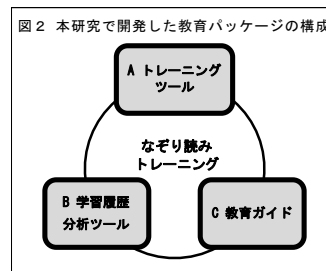 図２ 本研究で開発した教育パッケージの構成
A トレーニング
ツール
なぞり読み
トレーニング
B 学習履歴
分析ツール
C 教育ガイド